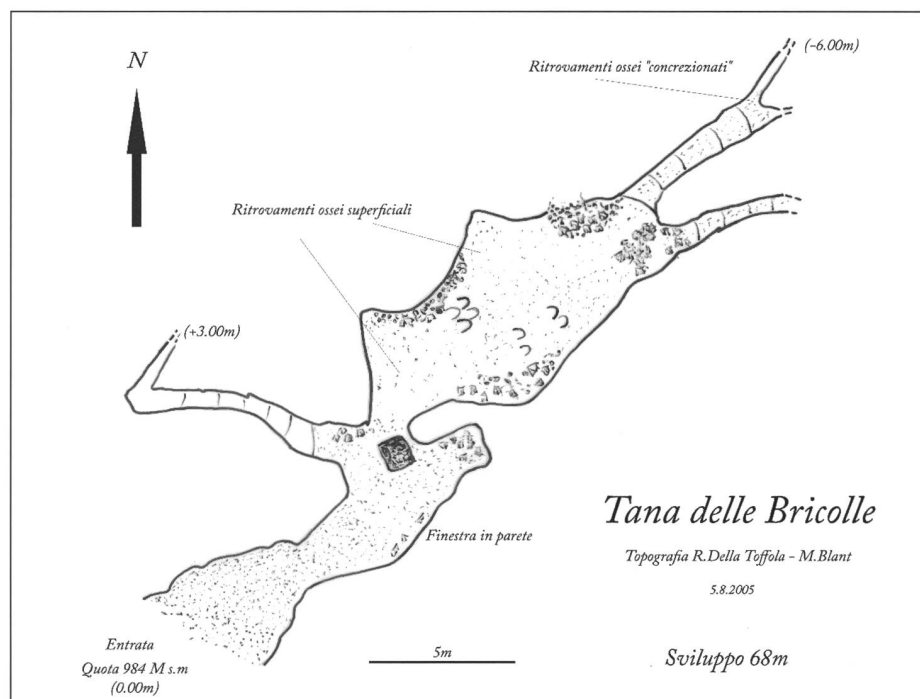 N
(-6.00m)
Ritrovamenti ossei "concrezionati"
Ritrovamenti ossei superficiali
(+3.00m)
Finestra in parete
Tana delle Bricolle
Topografia R.Della Toffola - M.Blant
5.8.2005
Entrata
Quota 984 M s.m
(0.00m)
5m
Sviluppo 68m